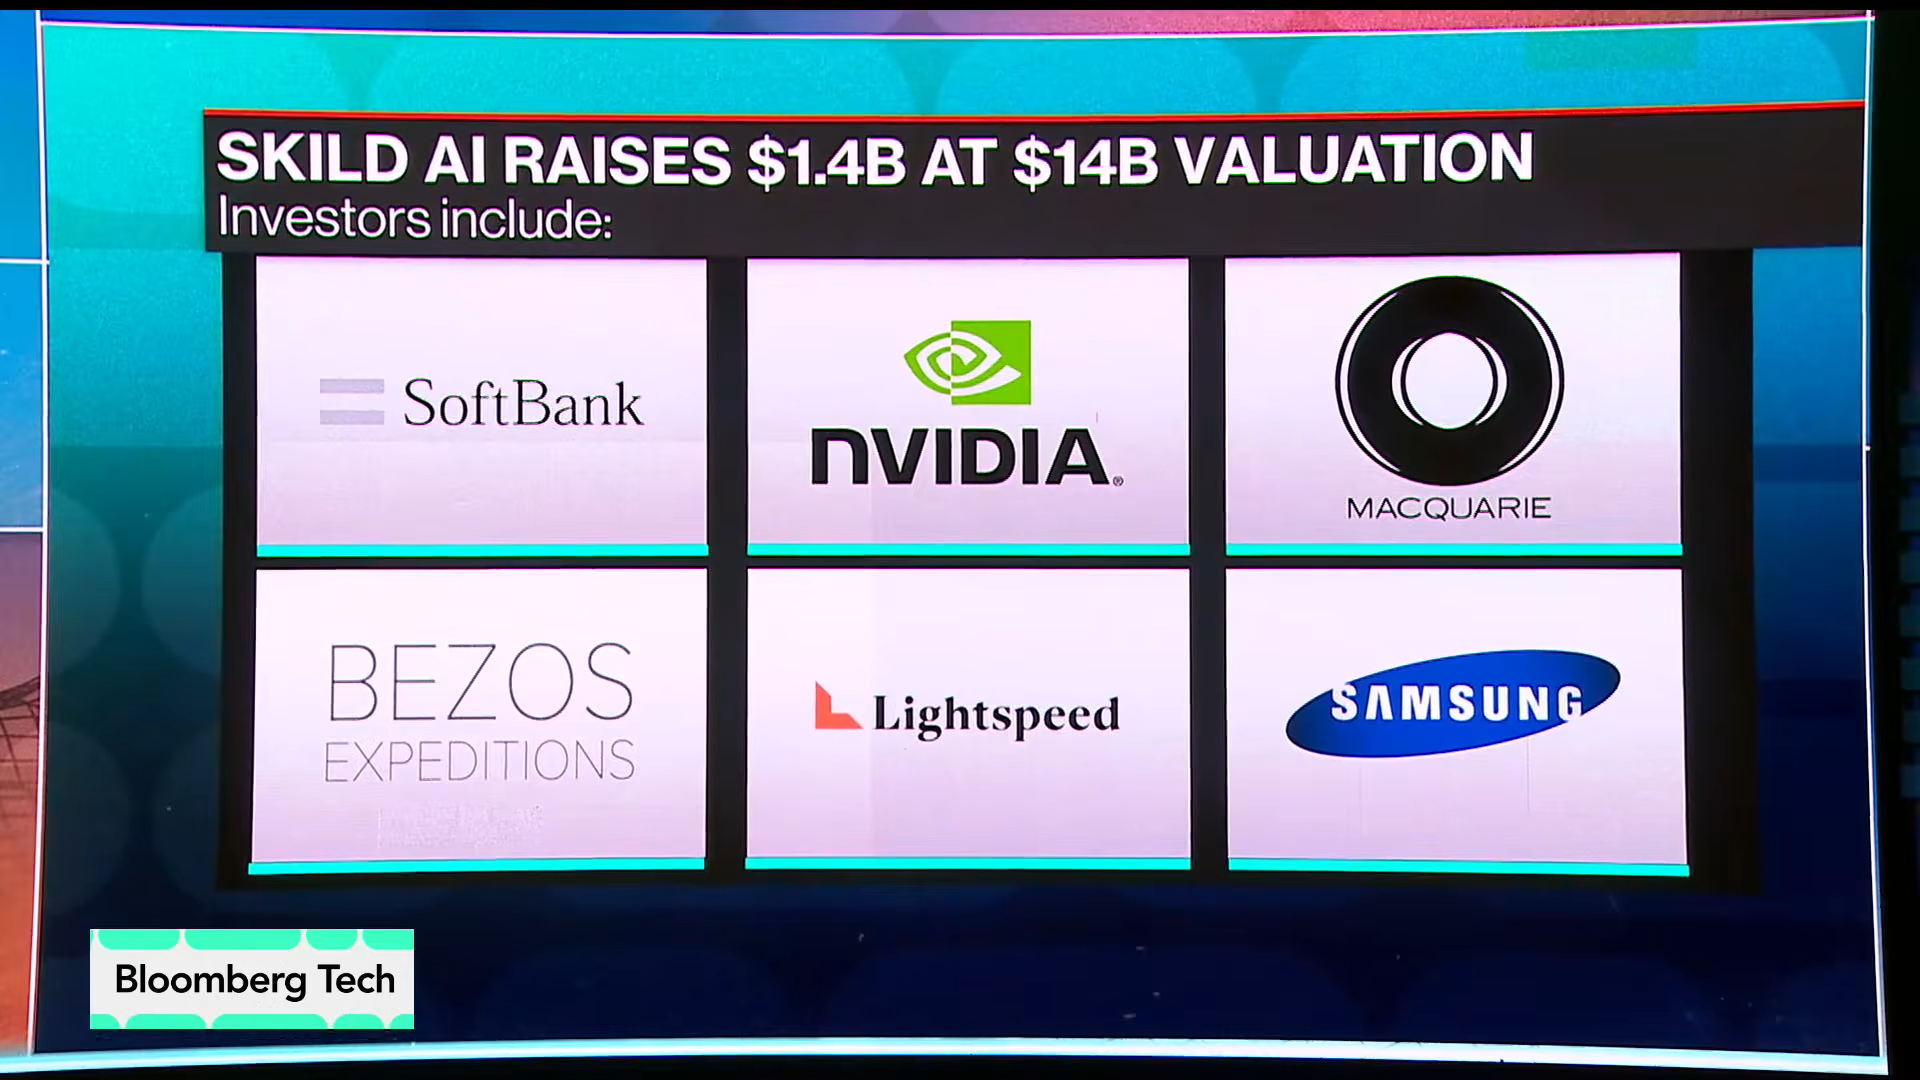 SKILD AI RAISES $1.4B AT $14B VALUATION
Investors include:
SoftBank
NVIDIA®
MACQUARIE
BEZOS
EXPEDITIONS
Lightspeed
SAMSUNG
Bloomberg Tech